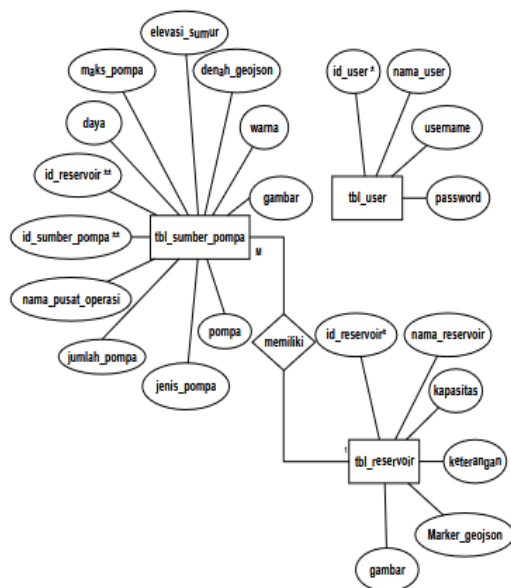 elevasi_sumur
maks_pompa
denah_geojson
id_user *
nama_user
daya
warna
username
id_reservoir **
gambar
tbl_user
password
id_sumber_pompa **
tbl_sumber_pompa
M
nama_pusat_operasi
pompa
memiliki
id_reservoir*
nama_reservoir
jumlah_pompa
jenis_pompa
kapasitas
1
tbl_reservoir
keterangan
Marker_geojson
gambar